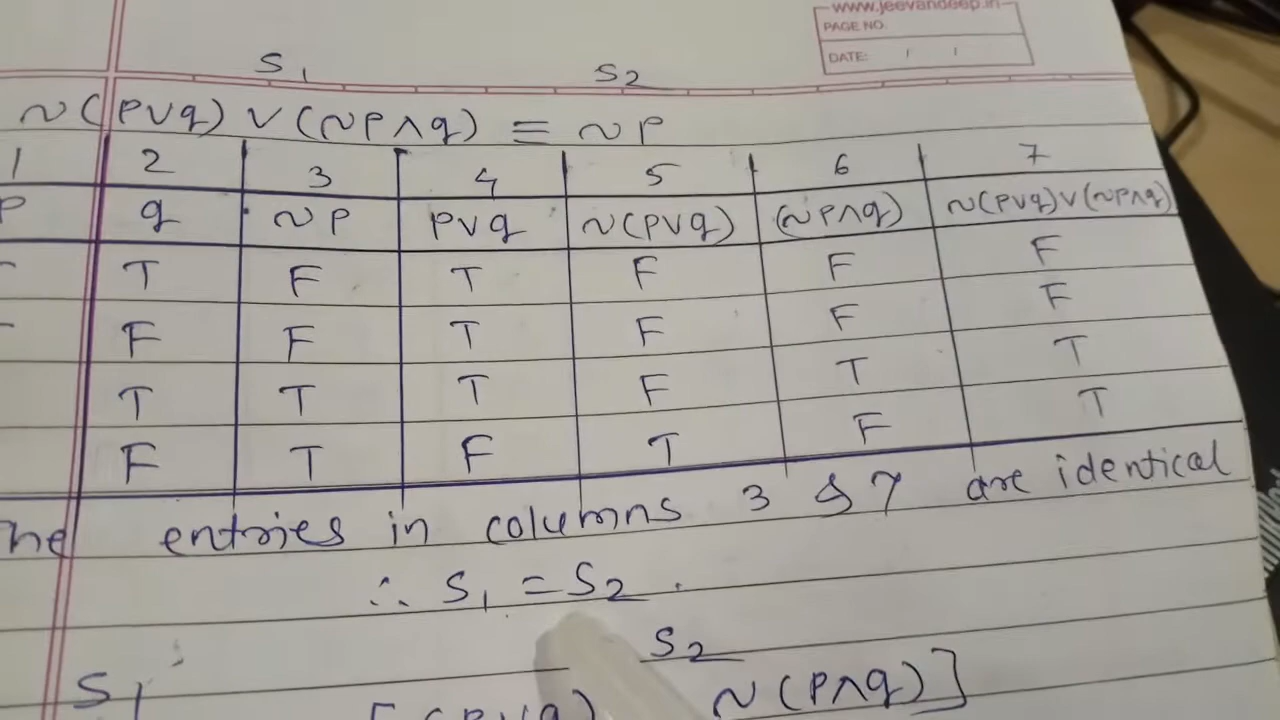 www.jeevandeep.in
PAGE NO.
DATE: / /
S1 S2
~(P∨q) ∨ (~P∧q) ≡ ~P
1 2 3 4 5 6 7
P q ~P P∨q ~(P∨q) (~P∧q) ~(P∨q)∨(~P∧q)
T F T F F F
F F T F F F
T T T F T T
F T F T F T
he entries in columns 3 & 7 are identical
∴ S1 = S2.
S1 S2
[(P∨q) ~(P∧q)]